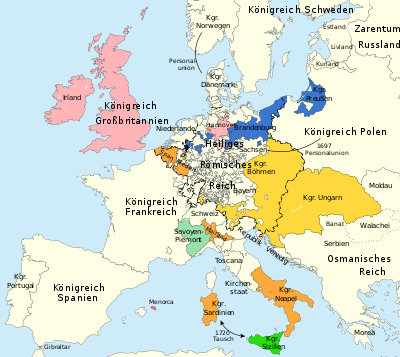 Königreich Schweden
Kgr.
Norwegen
Estland
Zarentum
Russland
Livland
Kurland
Personal-
union
Kgr.
Dänemark
Irland
Königreich
Großbritannien
Kgr.
Preußen
Niederlande
Hannover
Brandenburg
Königreich Polen
Heiliges
Sachsen
1697
Personalunion
Römisches
Kgr.
Böhmen
Reich
Bayern
Königreich
Frankreich
Schweiz
Kgr. Ungarn
Moldau
Savoyen-
Piemont
Mailand
Republik Venedig
Banat
Walachei
Serbien
Toscana
Osmanisches
Reich
Kirchen-
staat
Kgr.
Portugal
Königreich
Spanien
Menorca
Kgr.
Sardinien
Kgr.
Neapel
1720
Tausch
Kgr.
Sizilien
Morea
Gibraltar